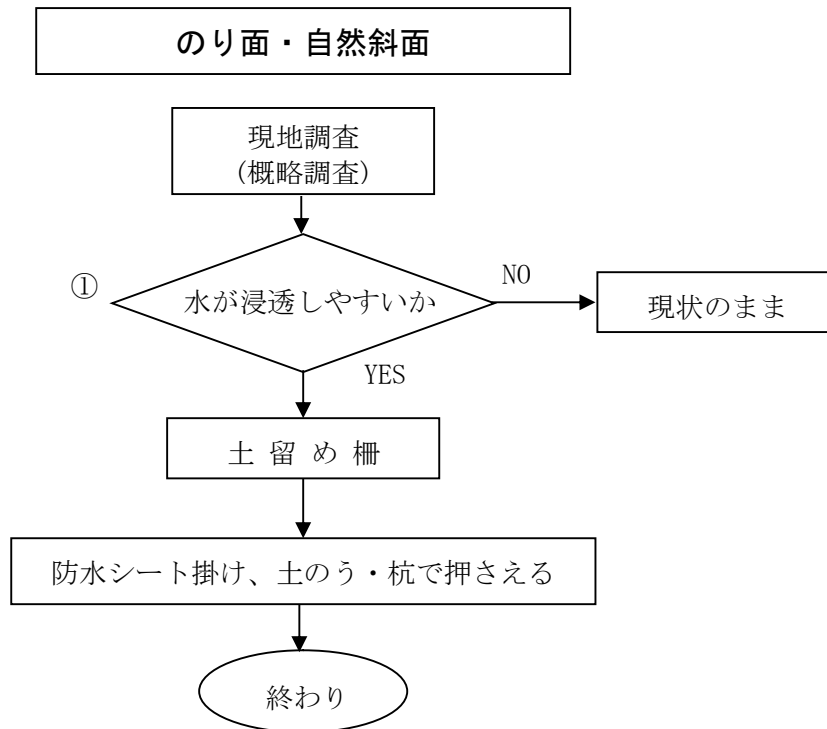 のり面・自然斜面
現地調査
(概略調査)
①
水が浸透しやすいか
NO
現状のまま
YES
土 留 め 柵
防水シート掛け、土のう・杭で押さえる
終わり